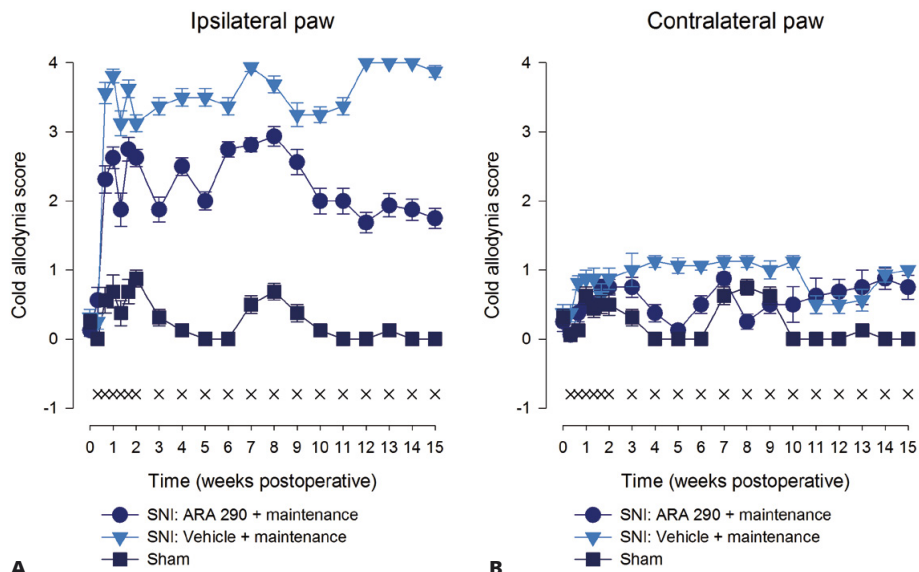 Ipsilateral paw
Cold allodynia score
4
3
2
1
0
-1
0 1 2 3 4 5 6 7 8 9 10 11 12 13 14 15
Time (weeks postoperative)
SNI: ARA 290 + maintenance
SNI: Vehicle + maintenance
Sham
A
Contralateral paw
Cold allodynia score
4
3
2
1
0
-1
0 1 2 3 4 5 6 7 8 9 10 11 12 13 14 15
Time (weeks postoperative)
SNI: ARA 290 + maintenance
SNI: Vehicle + maintenance
Sham
B